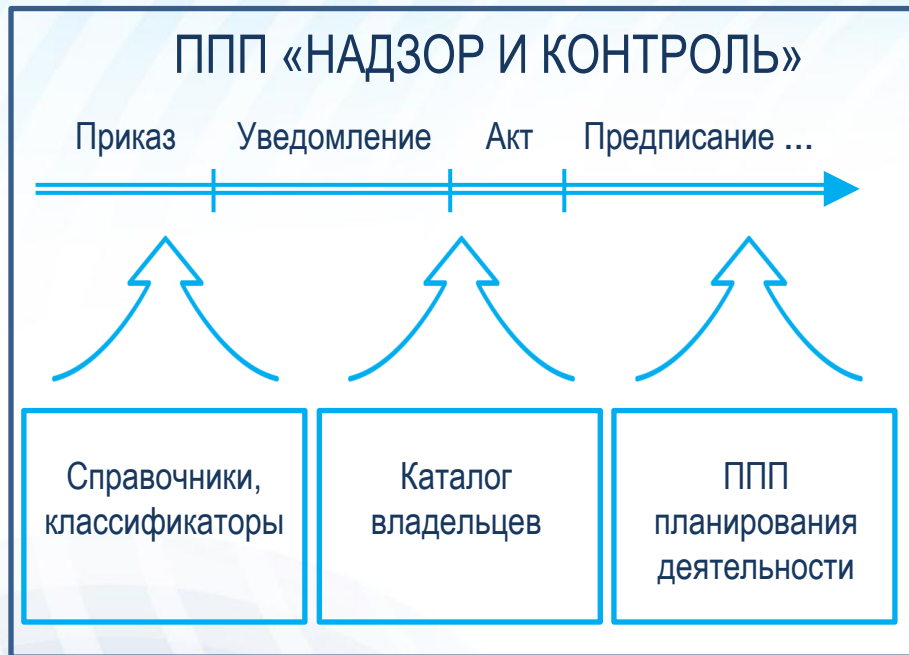 ППП «НАДЗОР И КОНТРОЛЬ»
Приказ Уведомление Акт Предписание ...
Справочники,
классификаторы
Каталог
владельцев
ППП
планирования
деятельности